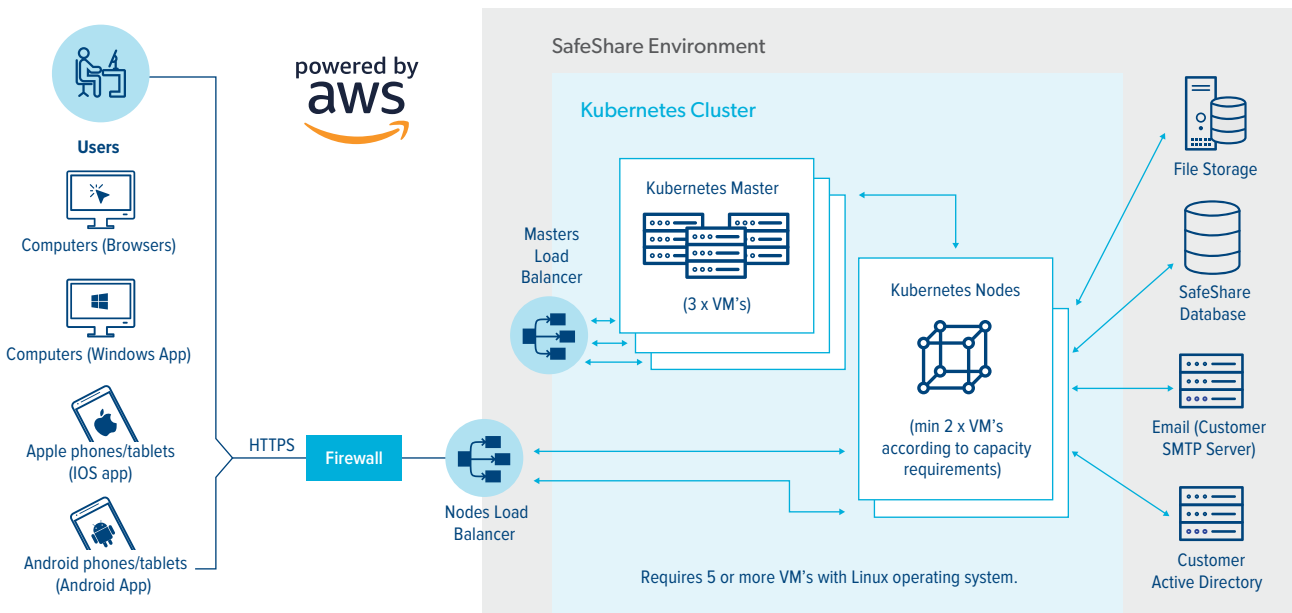 Users
Computers (Browsers)
Computers (Windows App)
Apple phones/tablets
(IOS app)
Android phones/tablets
(Android App)
powered by
aws
HTTPS
Firewall
Nodes Load
Balancer
SafeShare Environment
Kubernetes Cluster
Masters
Load
Balancer
Kubernetes Master
(3 x VM's)
Kubernetes Nodes
(min 2 x VM's
according to capacity
requirements)
Requires 5 or more VM's with Linux operating system.
File Storage
SafeShare
Database
Email (Customer
SMTP Server)
Customer
Active Directory